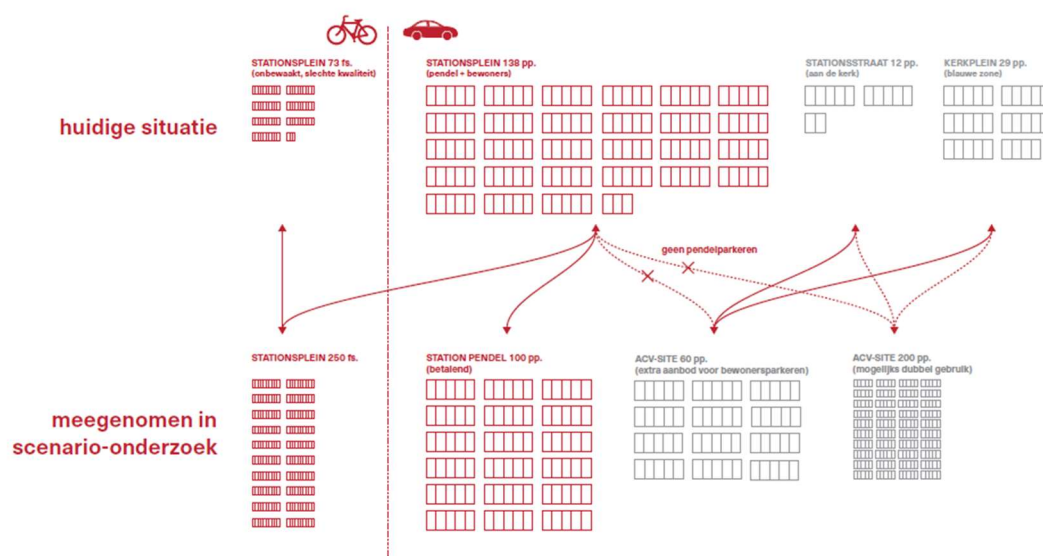 STATIONSPLEIN 73 fs.
(onbewaakt, slechte kwaliteit)
STATIONSPLEIN 138 pp.
(pendel + bewoners)
STATIONSSTRAAT 12 pp.
(aan de kerk)
KERKPLEIN 29 pp.
(blauwe zone)
huidige situatie
geen pendelparkeren
STATIONSPLEIN 250 fs.
STATION PENDEL 100 pp.
(betalend)
ACV-SITE 60 pp.
(extra aanbod voor bewonersparkeren)
ACV-SITE 200 pp.
(mogelijks dubbel gebruik)
meegenomen in
scenario-onderzoek